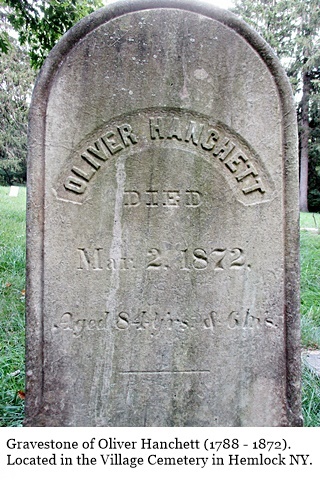 OLIVER HANCHETT
DIED
Mar. 2, 1872.
Aged 84 yrs. & 6 hs.
Gravestone of Oliver Hanchett (1788 - 1872).
Located in the Village Cemetery in Hemlock NY.